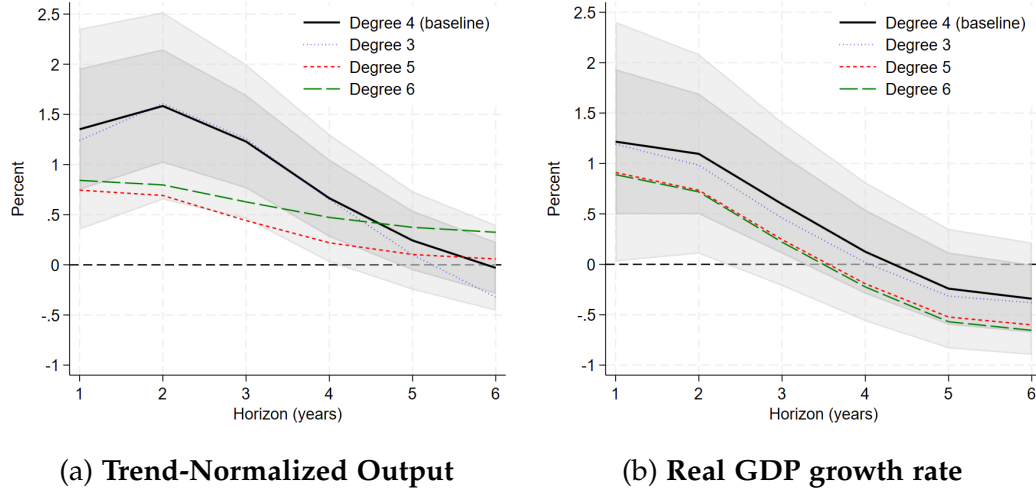 2.5
2
1.5
1
.5
0
-.5
-1
Percent
Degree 4 (baseline)
Degree 3
Degree 5
Degree 6
1 2 3 4 5 6
Horizon (years)
(a) Trend-Normalized Output
2.5
2
1.5
1
.5
0
-.5
-1
Percent
Degree 4 (baseline)
Degree 3
Degree 5
Degree 6
1 2 3 4 5 6
Horizon (years)
(b) Real GDP growth rate